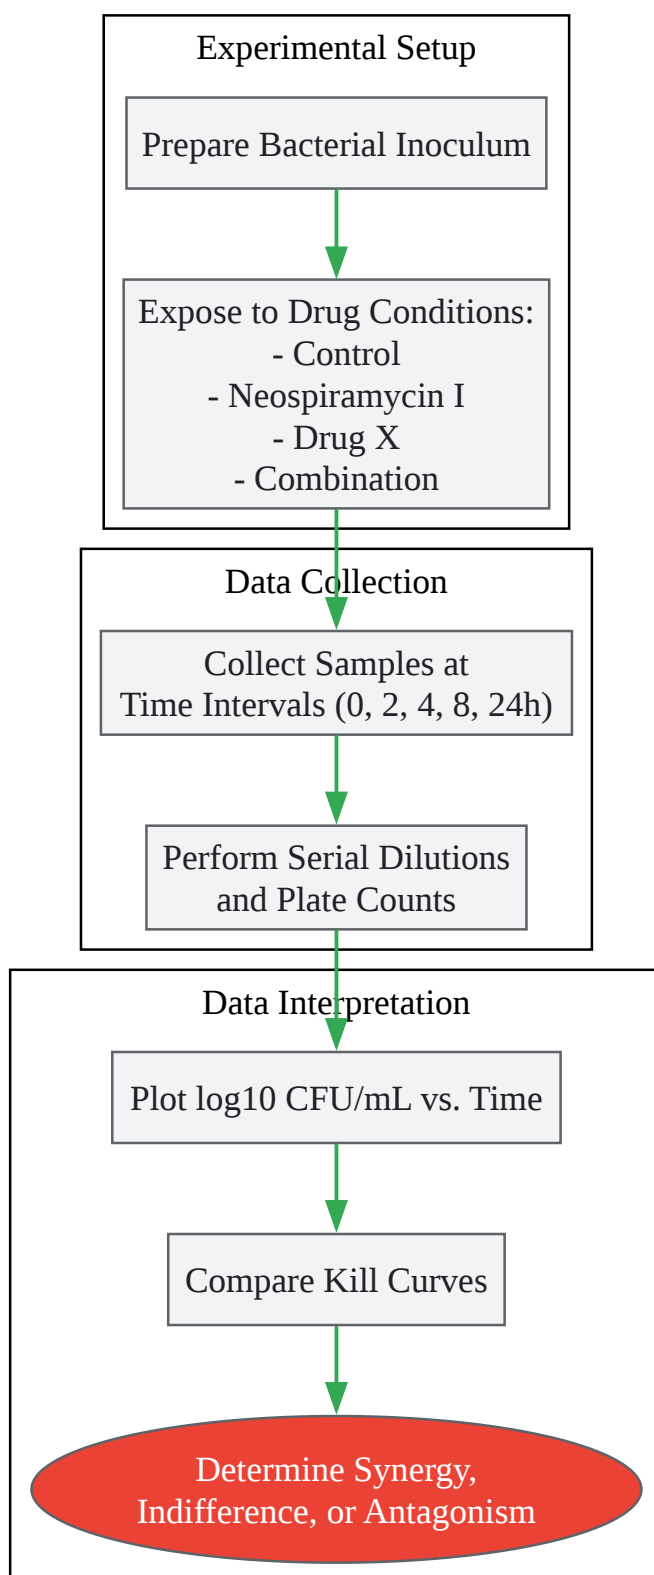 Experimental Setup
Prepare Bacterial Inoculum
Expose to Drug Conditions:
- Control
- Neospiramycin I
- Drug X
- Combination
Data Collection
Collect Samples at
Time Intervals (0, 2, 4, 8, 24h)
Perform Serial Dilutions
and Plate Counts
Data Interpretation
Plot log10 CFU/mL vs. Time
Compare Kill Curves
Determine Synergy,
Indifference, or Antagonism